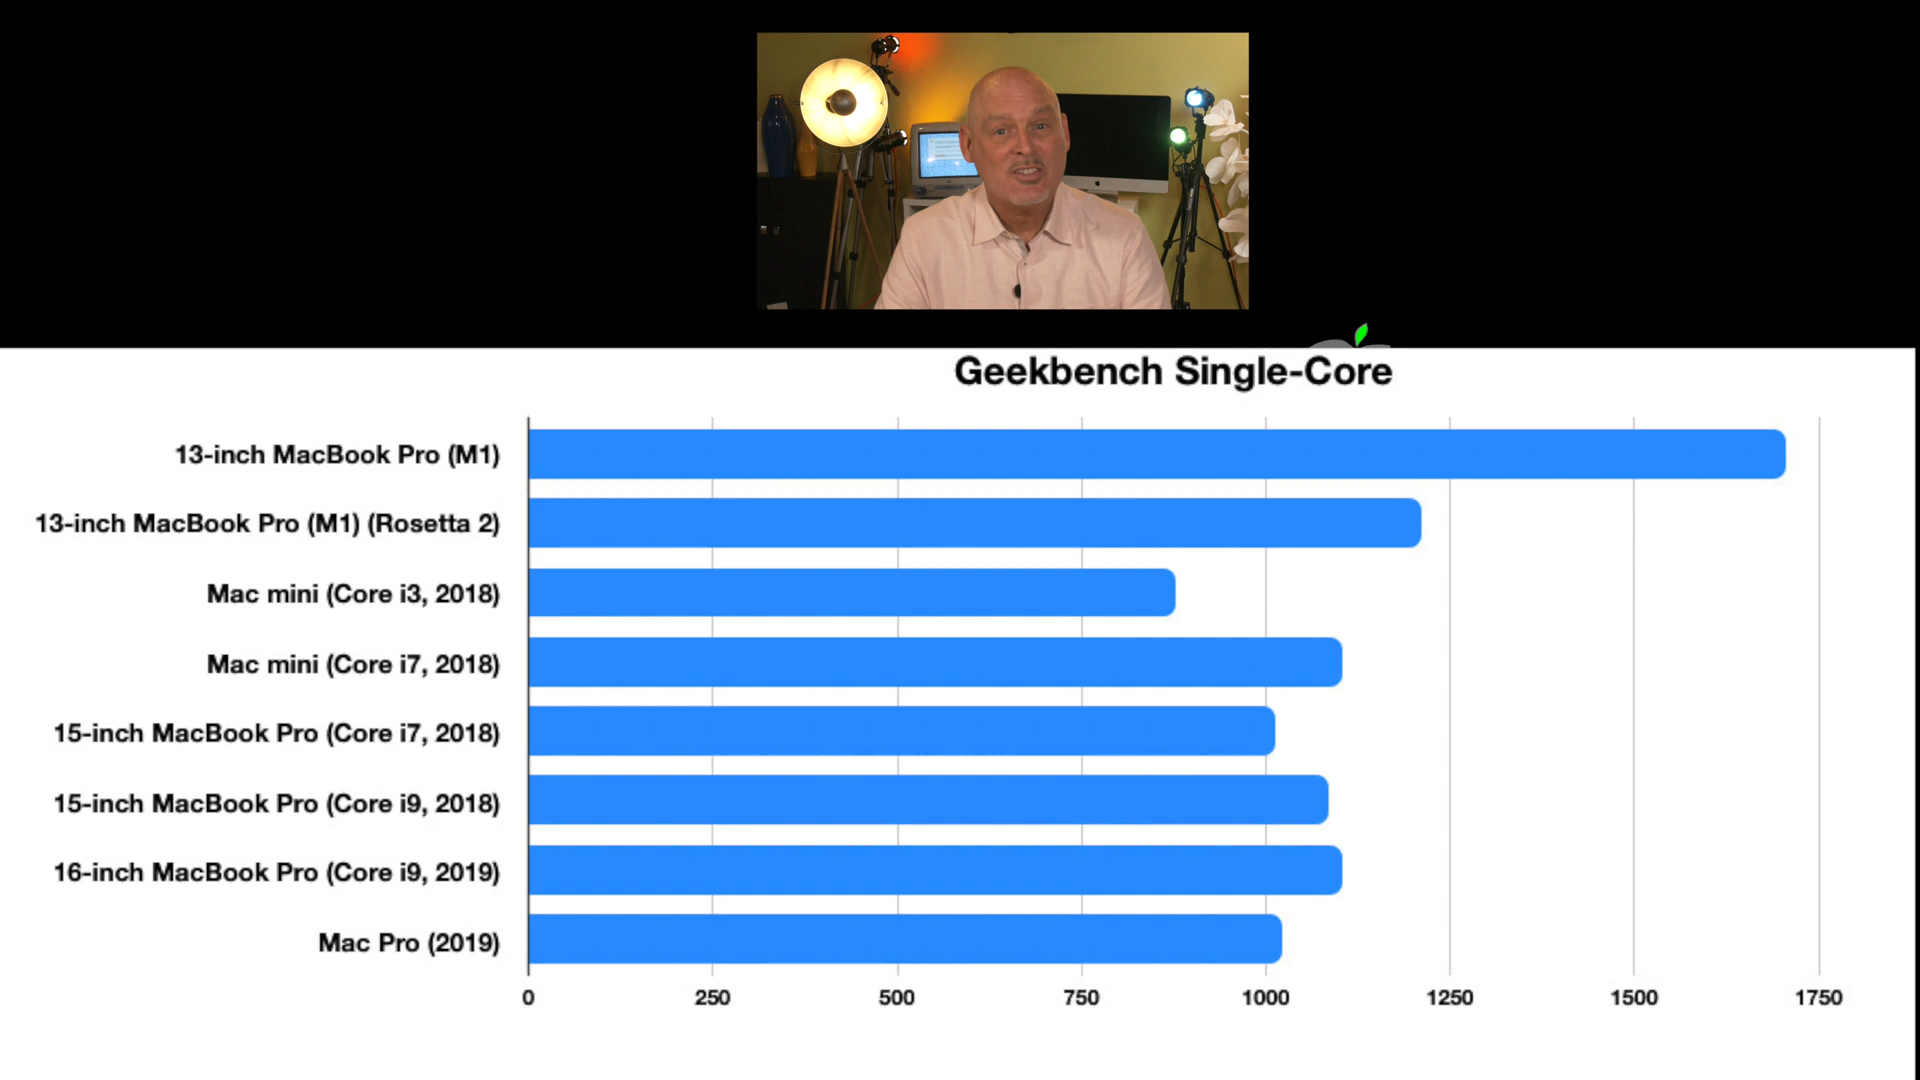 Geekbench Single-Core
13-inch MacBook Pro (M1)
13-inch MacBook Pro (M1) (Rosetta 2)
Mac mini (Core i3, 2018)
Mac mini (Core i7, 2018)
15-inch MacBook Pro (Core i7, 2018)
15-inch MacBook Pro (Core i9, 2018)
16-inch MacBook Pro (Core i9, 2019)
Mac Pro (2019)
0 250 500 750 1000 1250 1500 1750